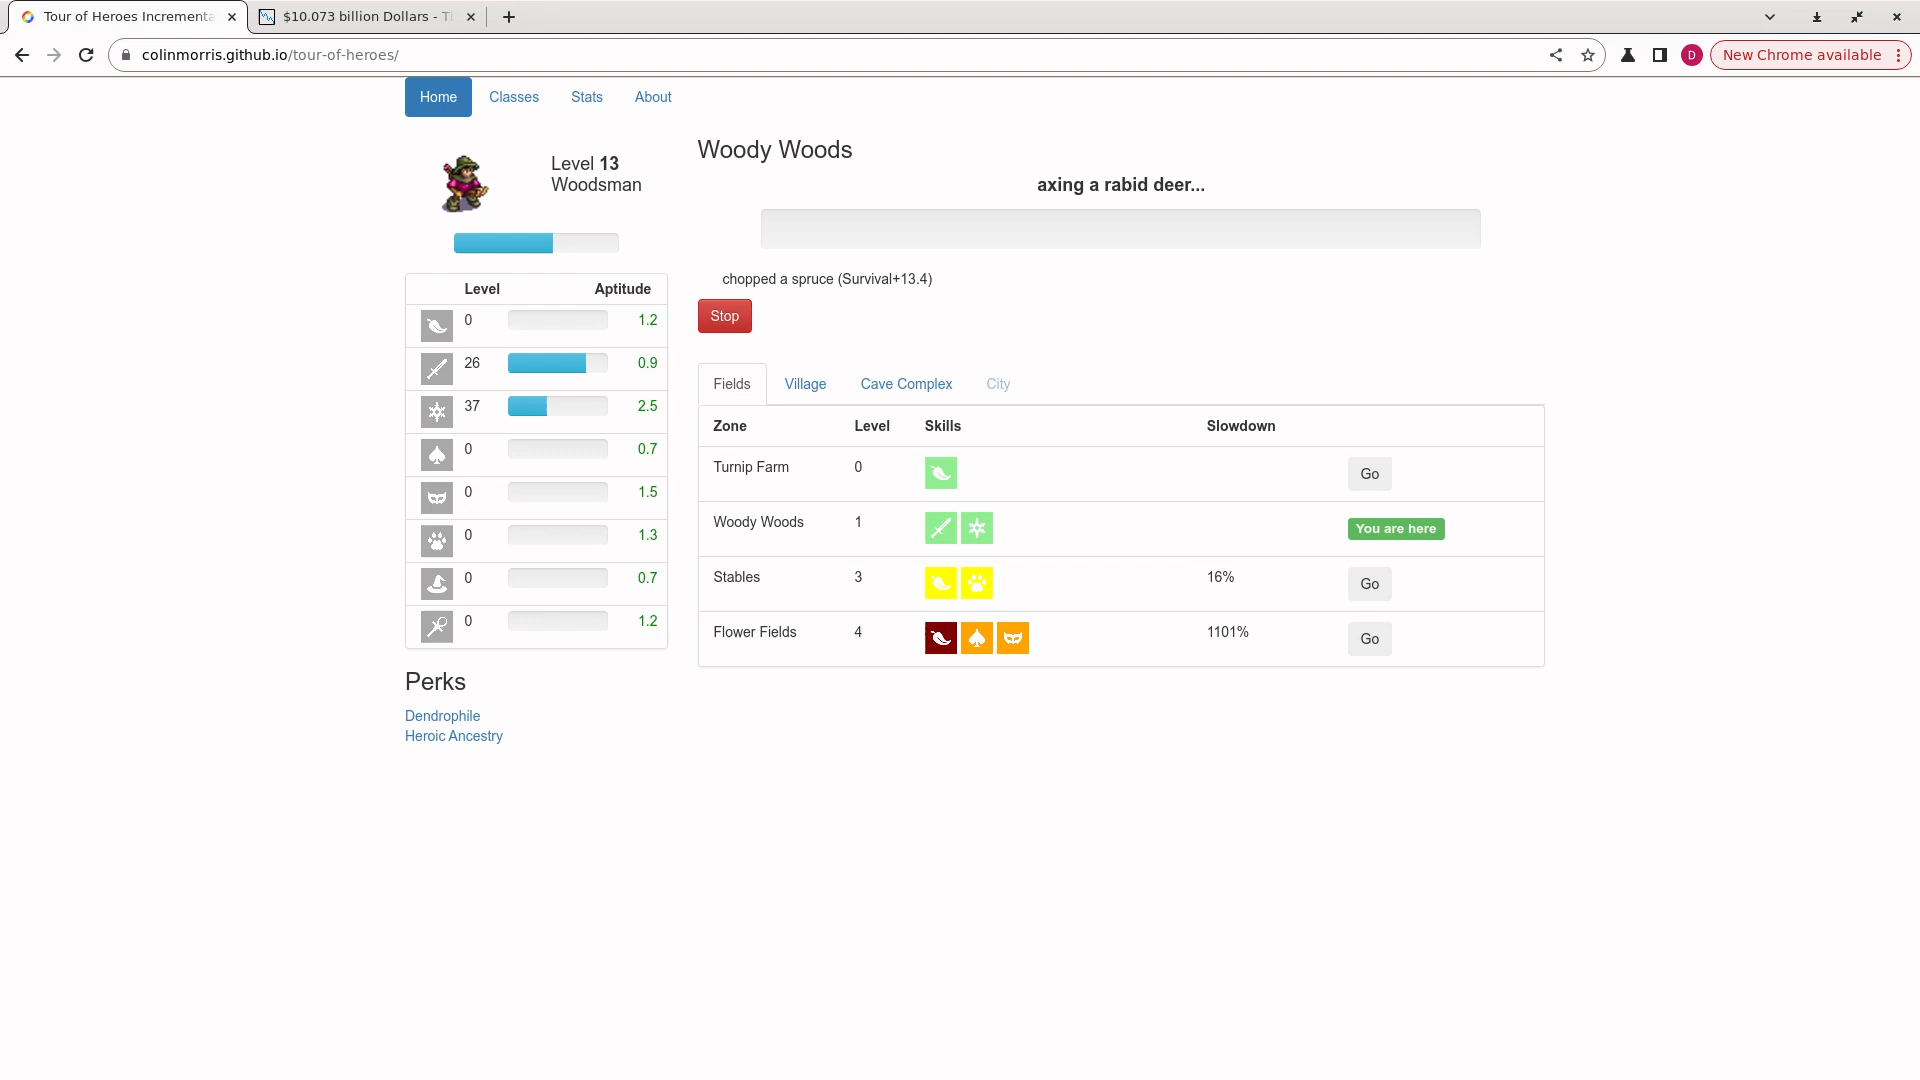 Tour of Heroes Incrementa
$10.073 billion Dollars - Ti
colinmorris.github.io/tour-of-heroes/
D
New Chrome available
Home
Classes
Stats
About
Level 13
Woodsman
Woody Woods
axing a rabid deer...
chopped a spruce (Survival+13.4)
Stop
Level Aptitude
0 1.2
26 0.9
37 2.5
0 0.7
0 1.5
0 1.3
0 0.7
0 1.2
Perks
Dendrophile
Heroic Ancestry
Fields
Village
Cave Complex
City
Zone Level Skills Slowdown
Turnip Farm 0 Go
Woody Woods 1 You are here
Stables 3 16% Go
Flower Fields 4 1101% Go